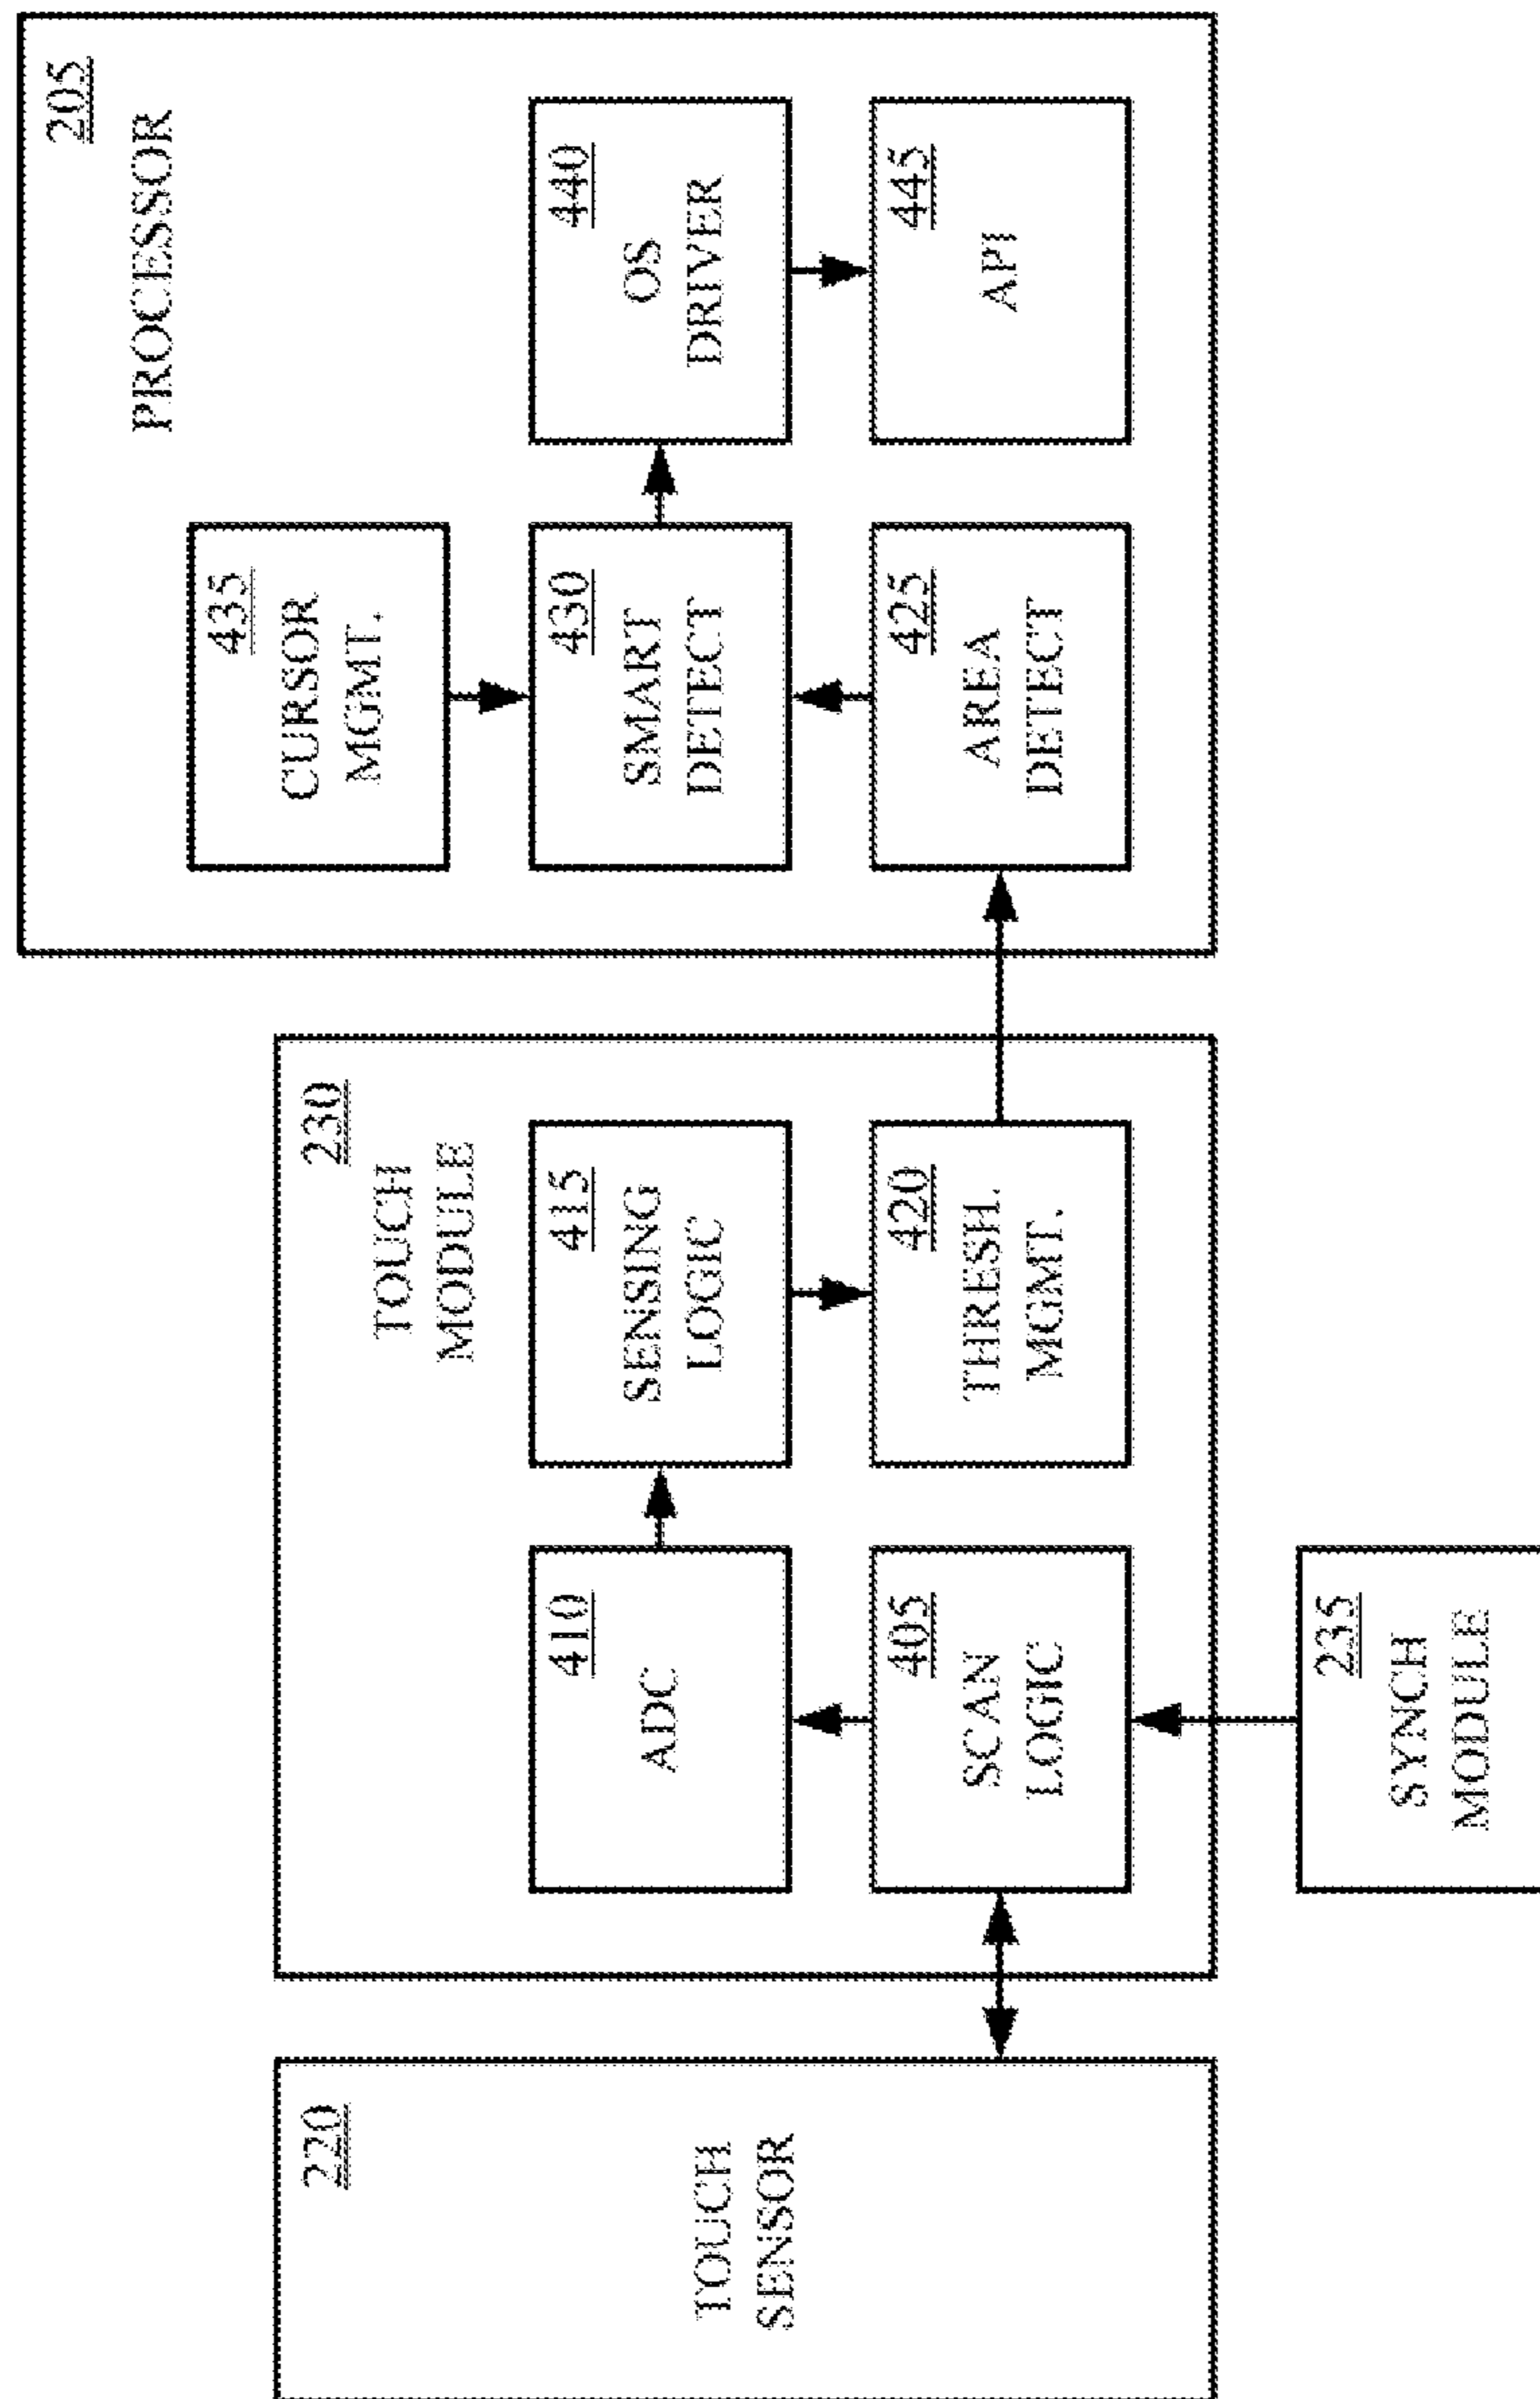 220
TOUCH
SENSOR
230
TOUCH
MODULE
410
ADC
415
SENSING
LOGIC
405
SCAN
LOGIC
420
THRESH.
MGMT.
235
SYNCH
MODULE
205
PROCESSOR
435
CURSOR
MGMT.
430
SMART
DETECT
440
OS
DRIVER
425
AREA
DETECT
445
API